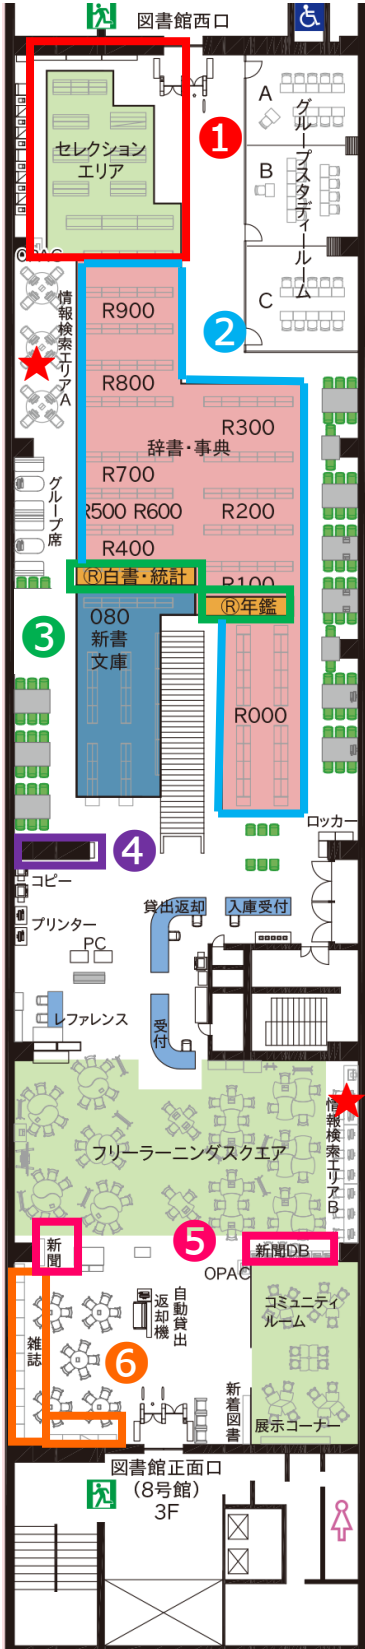 図書館西口
セレクション
エリア
❶
A
B
C
グループスタディールーム
OPAC
情報検索エリアA
❷
R900
R800
R300
辞書・事典
R700
R500 R600
R200
R400
R100
グループ席
Ⓡ白書・統計
Ⓡ年鑑
❸
080
新書
文庫
R000
ロッカー
❹
コピー
プリンター
PC
貸出返却
入庫受付
レファレンス
受付
フリーラーニングスクエア
情報検索エリアB
❺
新聞
新聞DB
OPAC
コミュニティ
ルーム
自動貸出
返却機
雑誌
❻
新着図書
展示コーナー
図書館正面口
(8号館)
3F